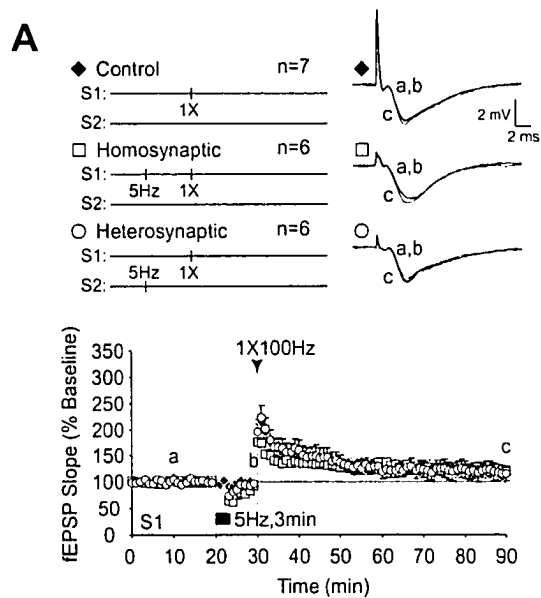 A
◆ Control n=7
S1:
1X
S2:
□ Homosynaptic n=6
S1:
5Hz 1X
S2:
○ Heterosynaptic n=6
S1:
5Hz 1X
S2:
a,b
c
2 mV
2 ms
a,b
c
a,b
c
fEPSP Slope (% Baseline)
350
300
250
200
150
100
50
0
1X100Hz
a
b
c
S1
5Hz,3min
0 10 20 30 40 50 60 70 80 90
Time (min)